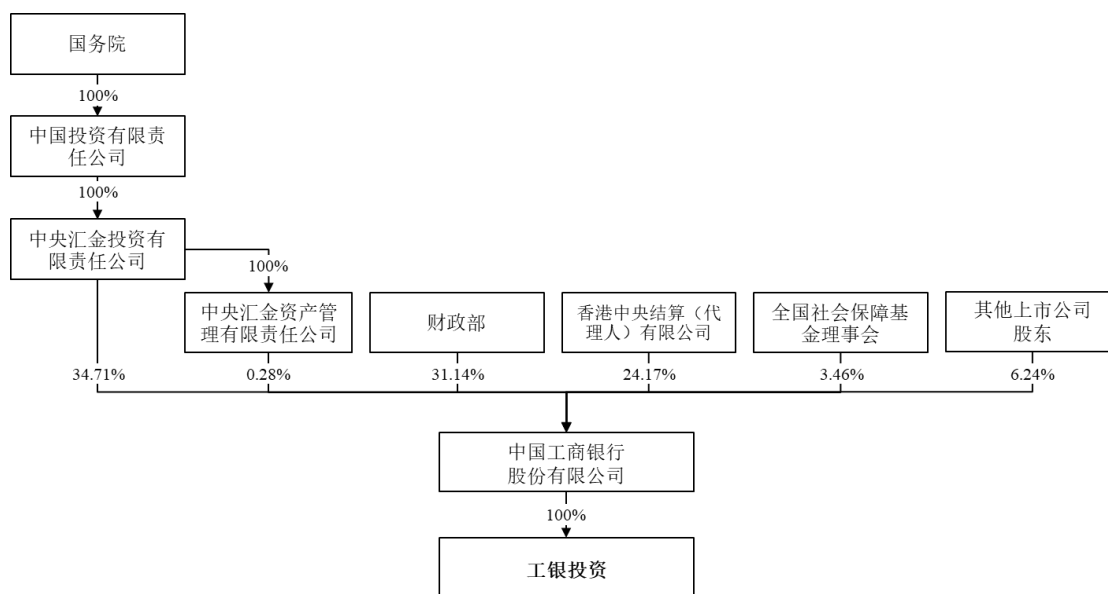 国务院
100%
中国投资有限责
任公司
100%
中央汇金投资有
限责任公司
100%
中央汇金资产管
理有限责任公司
财政部
香港中央结算（代
理人）有限公司
全国社会保障基
金理事会
其他上市公司
股东
34.71%
0.28%
31.14%
24.17%
3.46%
6.24%
中国工商银行
股份有限公司
100%
工银投资